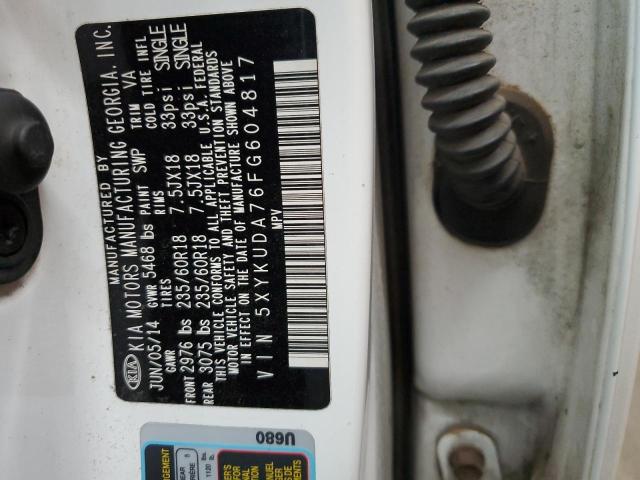 MANUFACTURED BY
KIA KIA MOTORS MANUFACTURING GEORGIA, INC.
JUN/05/14 GVWR 5468 lbs PAINT SWP TRIM VA
GAWR TIRES RIMS COLD TIRE INFL
FRONT 2976 lbs 235/60R18 7.5JX18 33psi SINGLE
REAR 3075 lbs 235/60R18 7.5JX18 33psi SINGLE
THIS VEHICLE CONFORMS TO ALL APPLICABLE U.S.A. FEDERAL
MOTOR VEHICLE SAFETY AND THEFT PREVENTION STANDARDS
IN EFFECT ON THE DATE OF MANUFACTURE SHOWN ABOVE
MPV
VIN 5XYKUDA76FG604817
U680